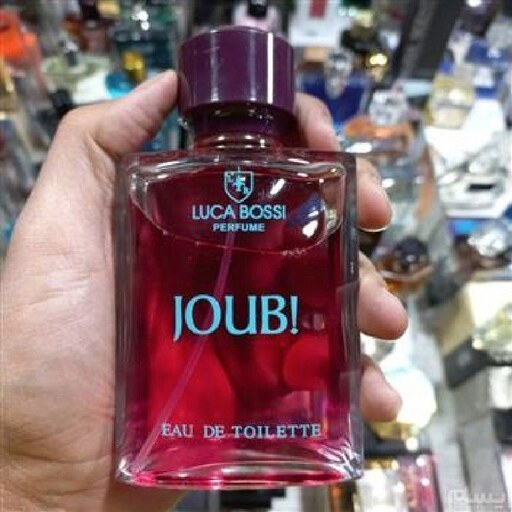 LUCA BOSSI
PERFUME
JOUB!
EAU DE TOILETTE